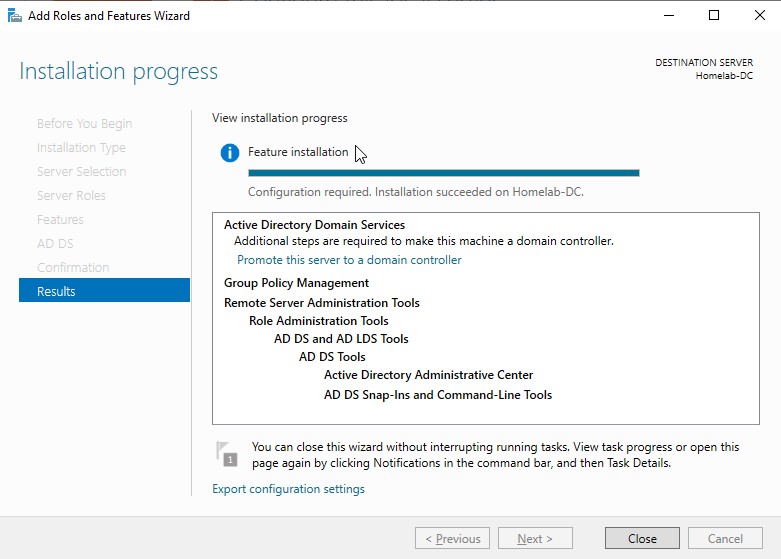 Add Roles and Features Wizard
Installation progress
DESTINATION SERVER
Homelab-DC
Before You Begin
Installation Type
Server Selection
Server Roles
Features
AD DS
Confirmation
Results
View installation progress
Feature installation
Configuration required. Installation succeeded on Homelab-DC.
Active Directory Domain Services
Additional steps are required to make this machine a domain controller.
Promote this server to a domain controller
Group Policy Management
Remote Server Administration Tools
Role Administration Tools
AD DS and AD LDS Tools
AD DS Tools
Active Directory Administrative Center
AD DS Snap-Ins and Command-Line Tools
1
You can close this wizard without interrupting running tasks. View task progress or open this
page again by clicking Notifications in the command bar, and then Task Details.
Export configuration settings
< Previous
Next >
Close
Cancel